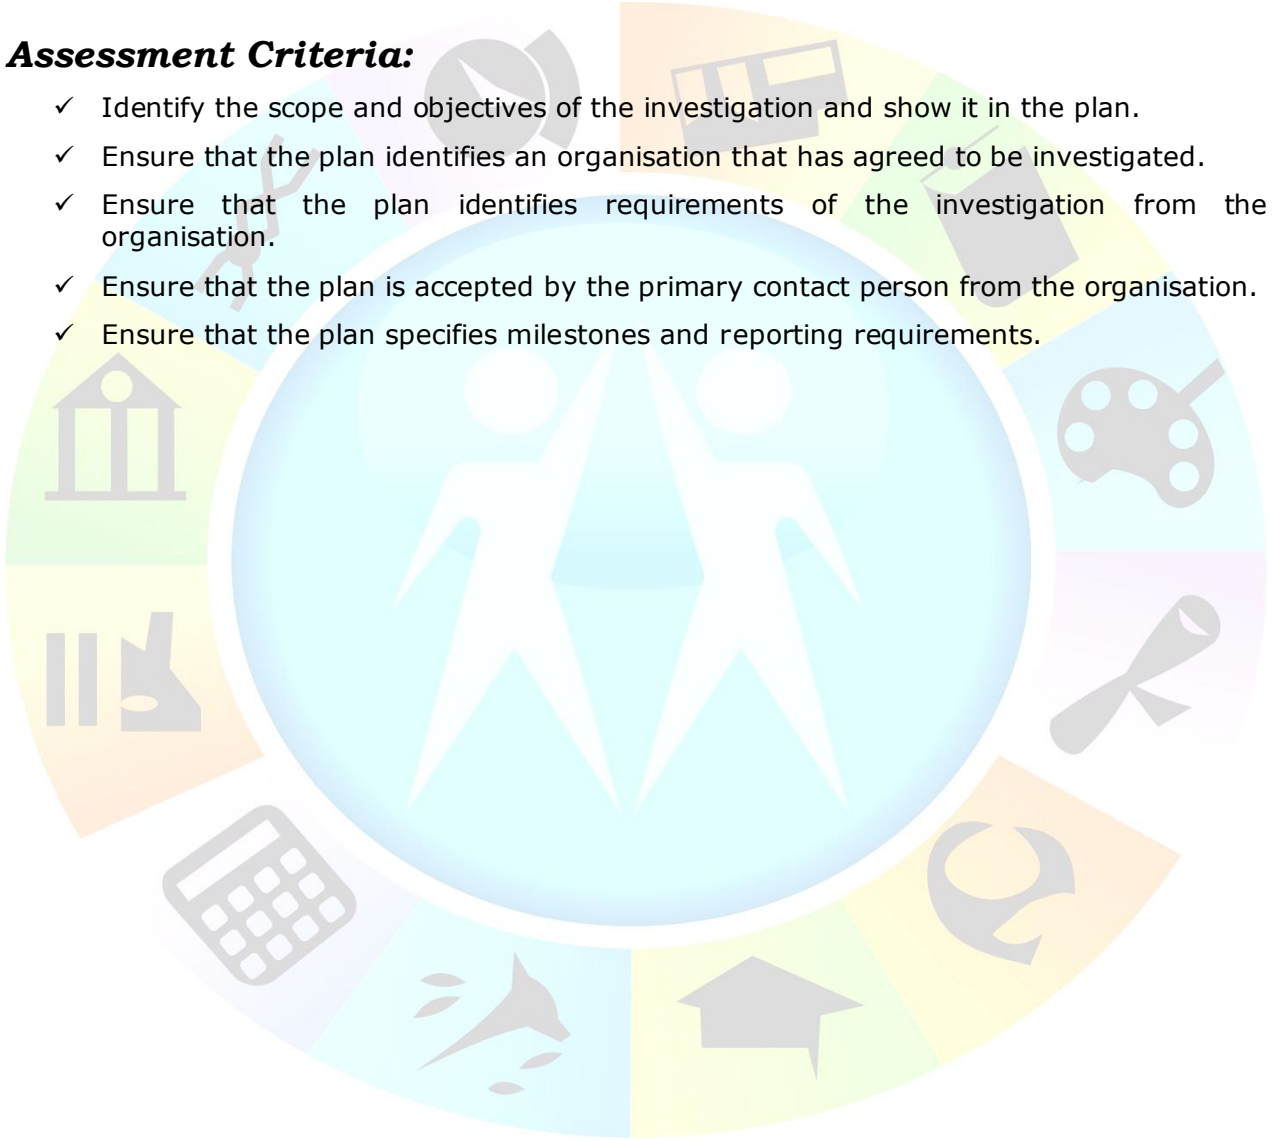 Assessment Criteria:
✓ Identify the scope and objectives of the investigation and show it in the plan.
✓ Ensure that the plan identifies an organisation that has agreed to be investigated.
✓ Ensure that the plan identifies requirements of the investigation from the
organisation.
✓ Ensure that the plan is accepted by the primary contact person from the organisation.
✓ Ensure that the plan specifies milestones and reporting requirements.